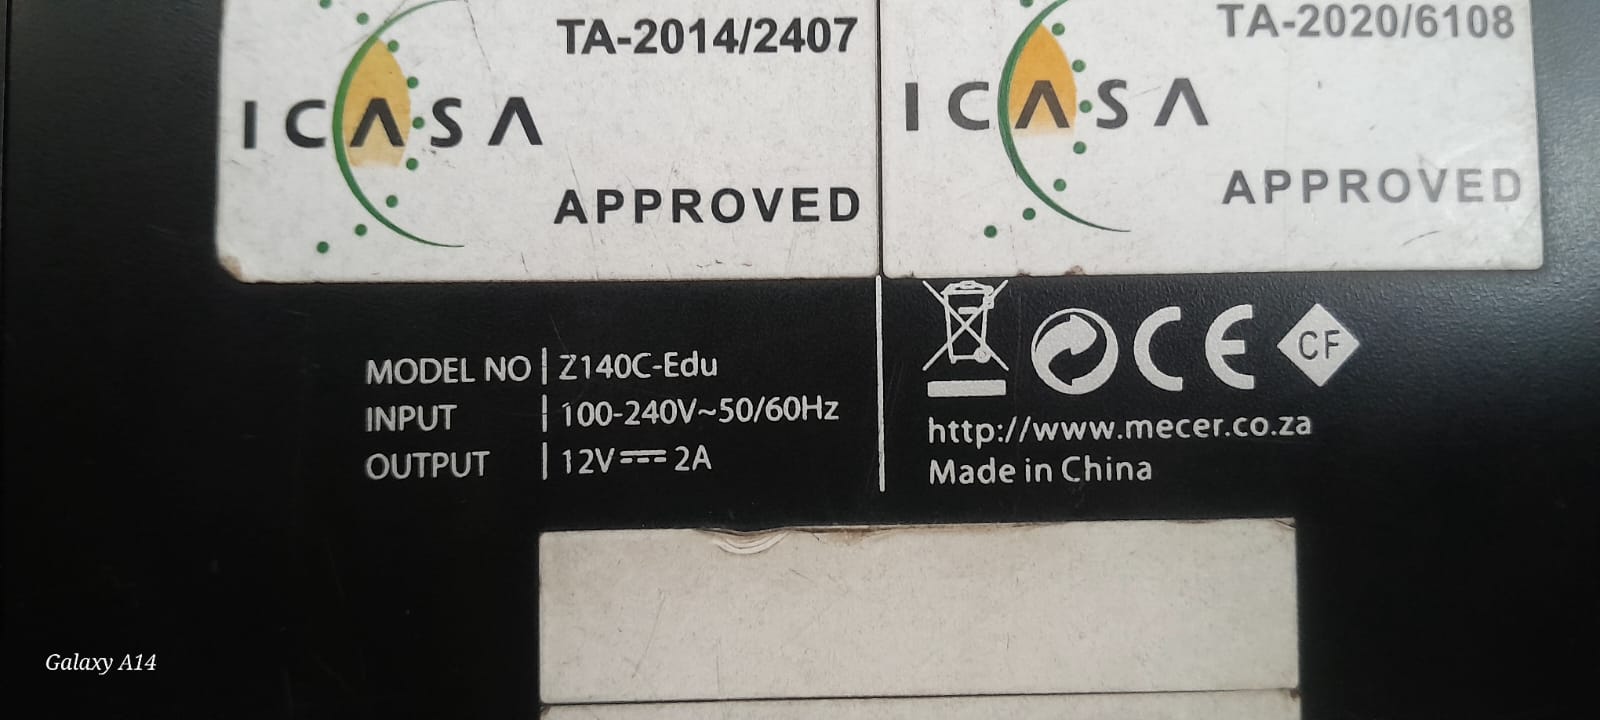 TA-2014/2407
ICASA
APPROVED
TA-2020/6108
ICASA
APPROVED
MODEL NO | Z140C-Edu
INPUT | 100-240V~50/60Hz
OUTPUT | 12V⎓2A
CE CF
http://www.mecer.co.za
Made in China
Galaxy A14